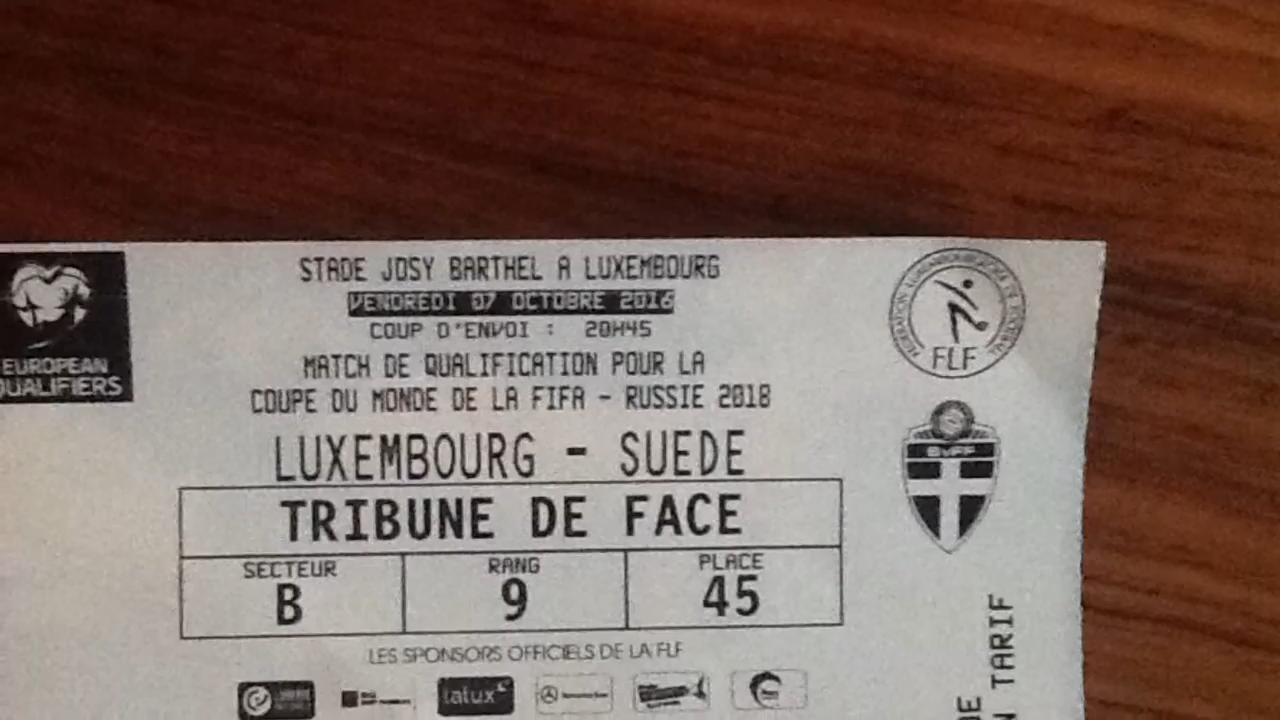 STADE JOSY BARTHEL A LUXEMBOURG
VENDREDI 07 OCTOBRE 2016
COUP D'ENVOI : 20H45
MATCH DE QUALIFICATION POUR LA
COUPE DU MONDE DE LA FIFA - RUSSIE 2018
LUXEMBOURG - SUEDE
TRIBUNE DE FACE
SECTEUR RANG PLACE
B 9 45
LES SPONSORS OFFICIELS DE LA FLF
lalux
EUROPEAN
QUALIFIERS
FLF
TARIF